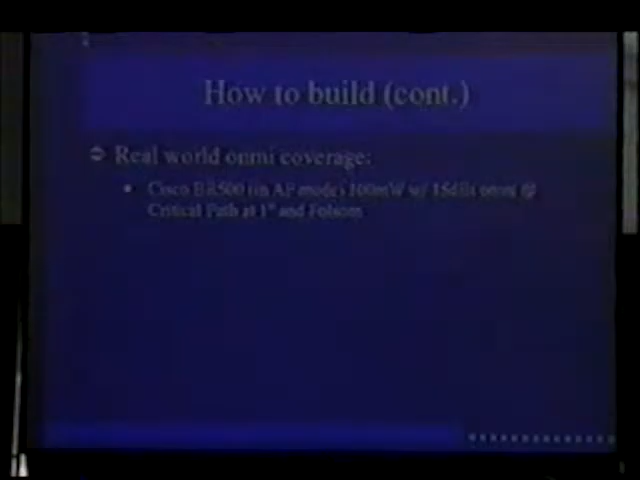 How to build (cont.)
Real world onmi coverage:
Cisco BR500 (in AP mode) 100mW w/ 15dBi omni @
Critical Path at 1st and Folsom